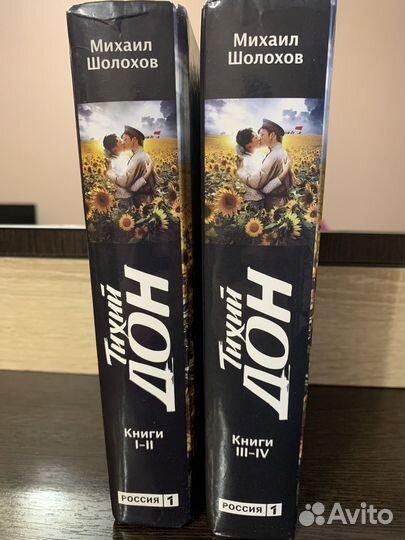 Михаил
Шолохов
Тихий
ДОН
Книги
I–II
РОССИЯ 1
Михаил
Шолохов
Тихий
ДОН
Книги
III–IV
РОССИЯ 1
Avito